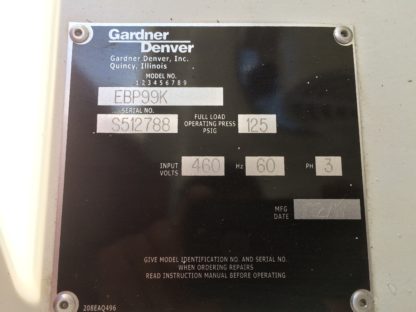 Gardner
Denver
Gardner Denver, Inc.
Quincy, Illinois
MODEL NO.
1 2 3 4 5 6 7 8 9
EBP99K
SERIAL NO.
S512788
FULL LOAD
OPERATING PRESS
PSIG
125
INPUT
VOLTS
460
Hz
60
PH
3
MFG
DATE
GIVE MODEL IDENTIFICATION NO. AND SERIAL NO.
WHEN ORDERING REPAIRS
READ INSTRUCTION MANUAL BEFORE OPERATING
208EAQ496